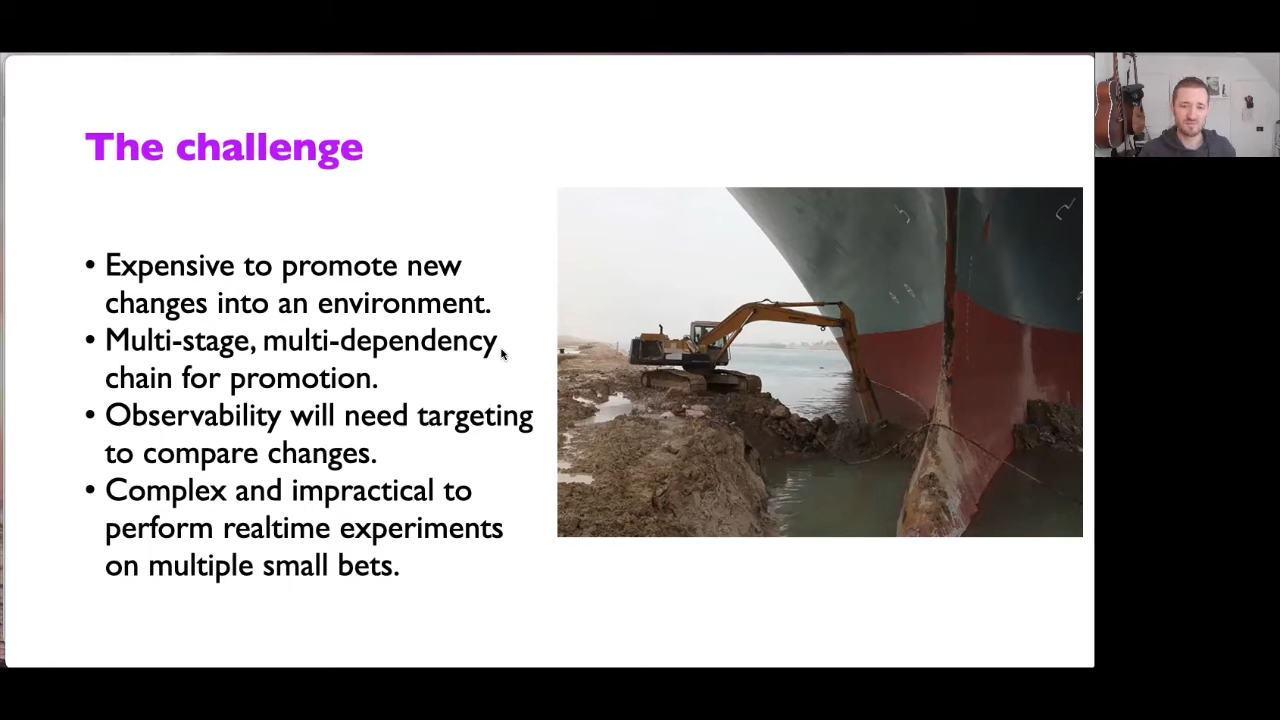 The challenge
• Expensive to promote new
changes into an environment.
• Multi-stage, multi-dependency
chain for promotion.
• Observability will need targeting
to compare changes.
• Complex and impractical to
perform realtime experiments
on multiple small bets.